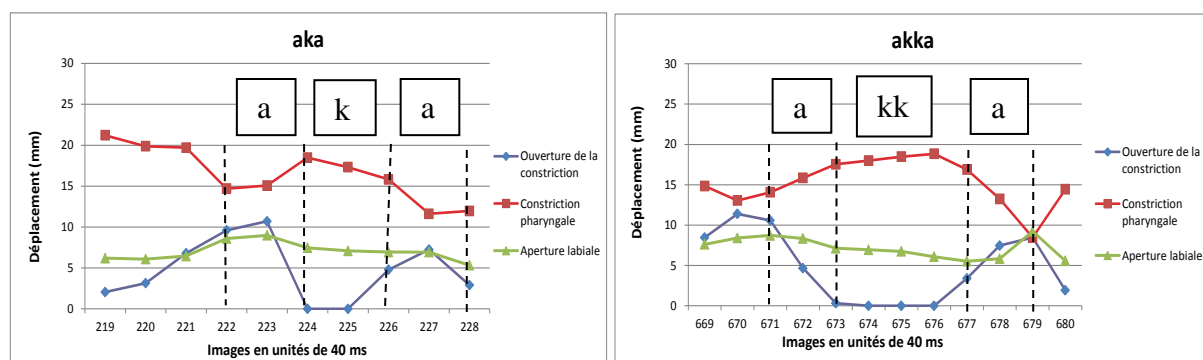 aka
30
25
20
15
10
5
0
Déplacement (mm)
a k a
219 220 221 222 223 224 225 226 227 228
Images en unités de 40 ms
Ouverture de la
constriction
Constriction
pharyngale
Aperture labiale
akka
30
25
20
15
10
5
0
Déplacement (mm)
a kk a
669 670 671 672 673 674 675 676 677 678 679 680
Images en unités de 40 ms
Ouverture de la
constriction
Constriction
pharyngale
Aperture labiale